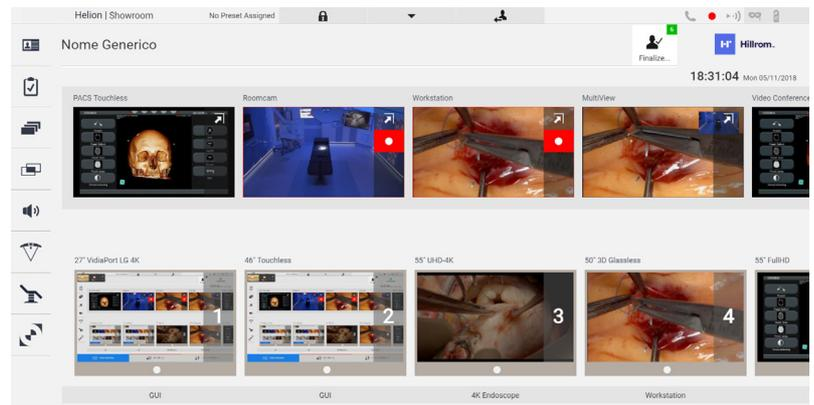 Helion | Showroom No Preset Assigned
Nome Generico
Finalize...
Hillrom.
18:31:04 Mon 05/11/2018
PACS Touchless Roomcam Workstation MultiView Video Conference
27" VidiaPort LG 4K 46" Touchless 55" UHD-4K 50" 3D Glassless 55" FullHD
1 2 3 4
GUI GUI 4K Endoscope Workstation